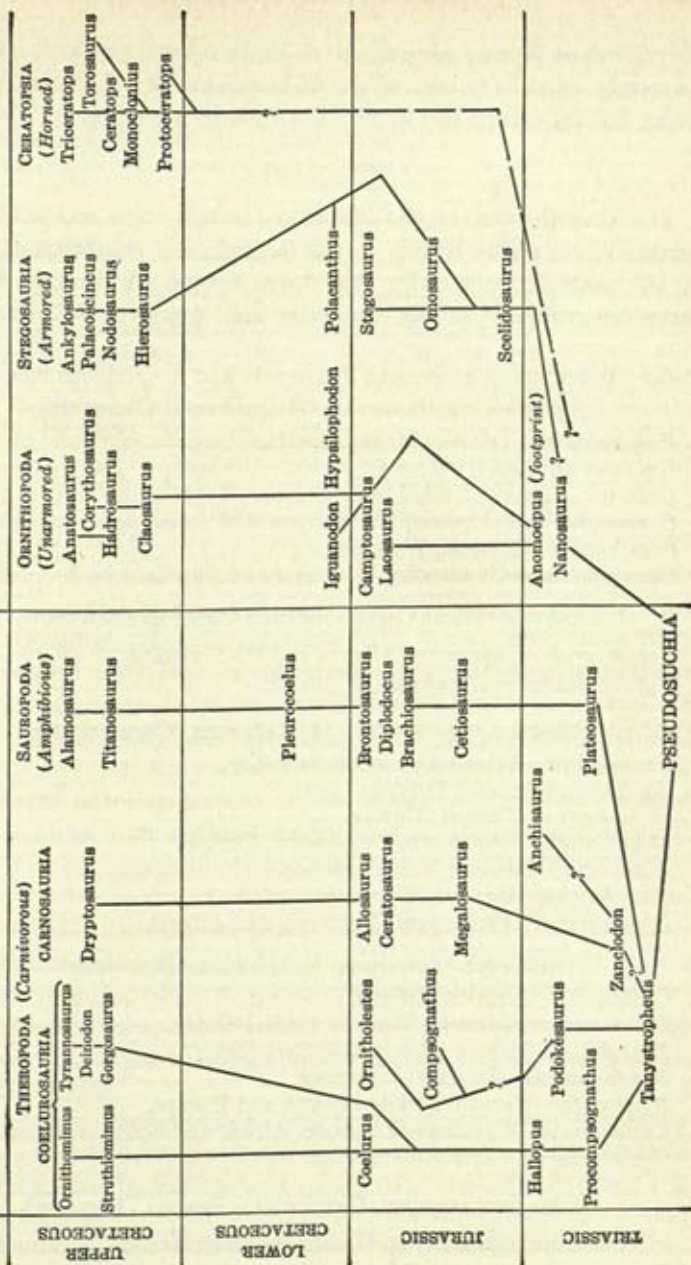 THEROPODA (Carnivorous)
COELUROSAURIA
CARNOSAURIA
SAUROPODA
(Amphibious)
ORNITHOPODA
(Unarmored)
STEGOSAURIA
(Armored)
CERATOPSIA
(Horned)
UPPER
CRETACEOUS
Ornithomimus
Struthiomimus
Tyrannosaurus
Deinodon
Gorgosaurus
Dryptosaurus
Alamosaurus
Titanosaurus
Anatosaurus
Corythosaurus
Hadrosaurus
Claosaurus
Ankylosaurus
Palaeoscincus
Nodosaurus
Hierosaurus
Triceratops
Torosaurus
Ceratops
Monoclonius
Protoceratops
LOWER
CRETACEOUS
Pleurocoelus
Iguanodon
Hypsilophodon
Polacanthus
?
JURASSIC
Coelurus
Ornitholestes
Compsognathus
?
Allosaurus
Ceratosaurus
Megalosaurus
Brontosaurus
Diplodocus
Brachiosaurus
Cetiosaurus
Camptosaurus
Laosaurus
Stegosaurus
Omosaurus
Scelidosaurus
TRIASSIC
Hallopus
Procompsognathus
Podokesaurus
Tanystropheus
Zanclodon
?
Anchisaurus
?
Plateosaurus
Anomoepus (footprint)
Nanosaurus
?
?
PSEUDOSUCHIA